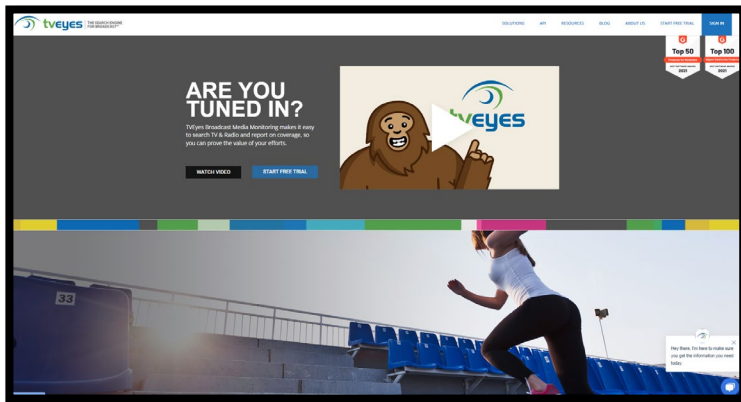 tveyes THE SEARCH ENGINE
FOR BROADCAST™
SOLUTIONS API RESOURCES BLOG ABOUT US START FREE TRIAL SIGN IN
Top 50 Top 100
2021 2021
ARE YOU
TUNED IN?
TVEyes Broadcast Media Monitoring makes it easy
to search TV & Radio and report on coverage, so
you can prove the value of your efforts.
WATCH VIDEO START FREE TRIAL
tveyes
33
Hey there. I'm here to make sure
you get the information you need
today.